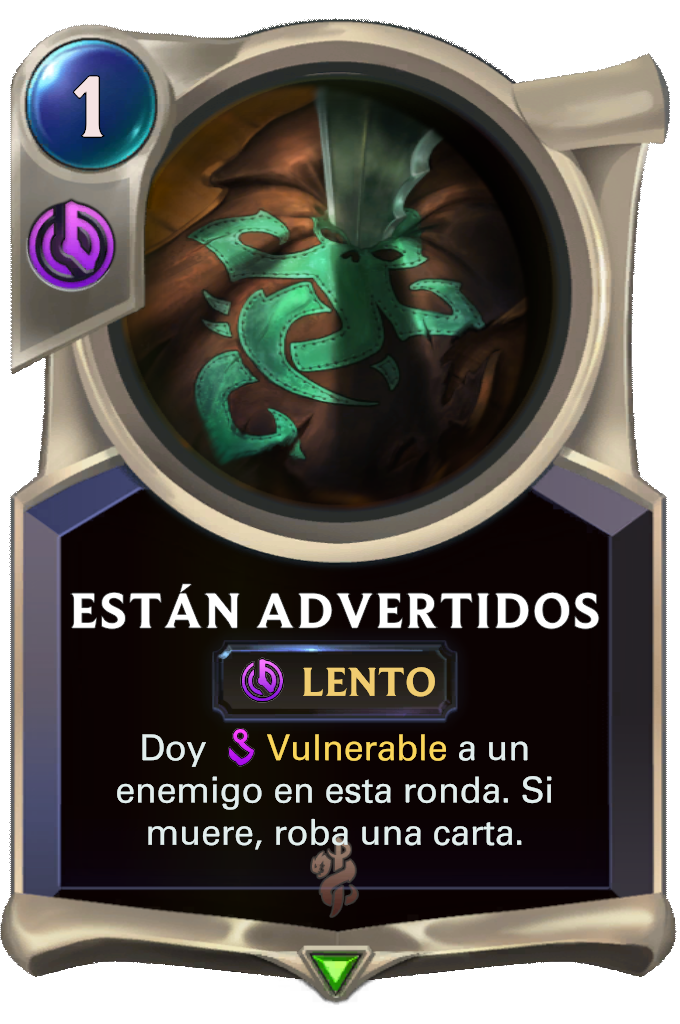 1
ESTÁN ADVERTIDOS
LENTO
Doy Vulnerable a un
enemigo en esta ronda. Si
muere, roba una carta.